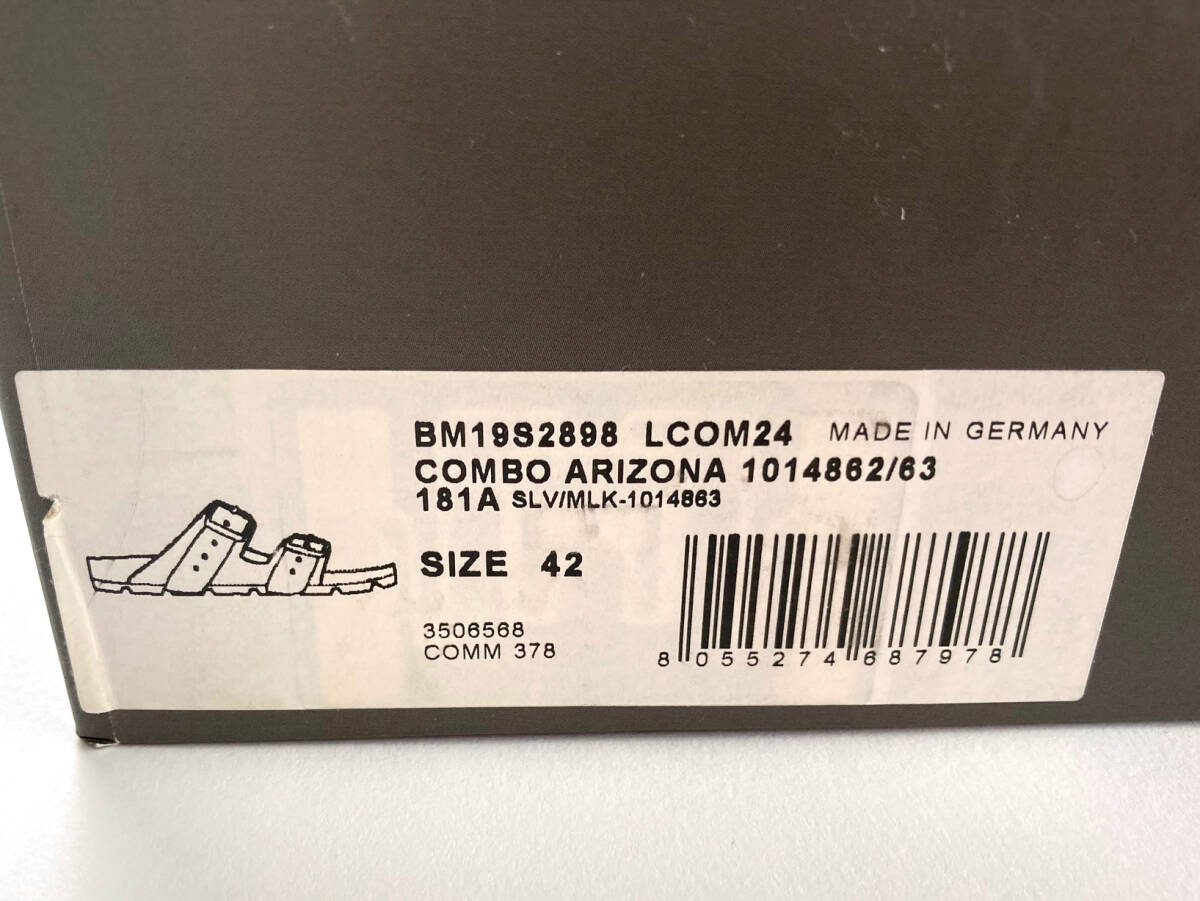 BM19S2898 LCOM24 MADE IN GERMANY
COMBO ARIZONA 1014862/63
181A SLV/MLK-1014863
SIZE 42
3506568
COMM 378
8 055274 687978